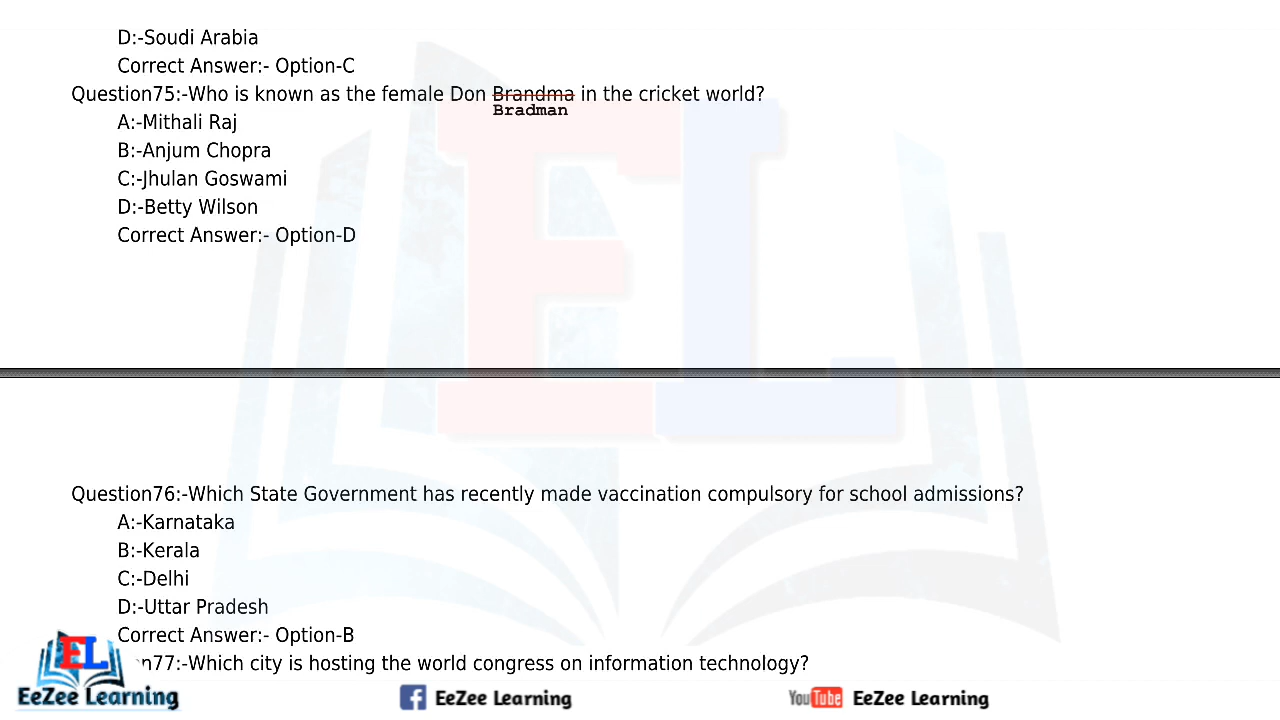 D:-Soudi Arabia
Correct Answer:- Option-C
Question75:-Who is known as the female Don Brandma in the cricket world?
Bradman
A:-Mithali Raj
B:-Anjum Chopra
C:-Jhulan Goswami
D:-Betty Wilson
Correct Answer:- Option-D
EL
Question76:-Which State Government has recently made vaccination compulsory for school admissions?
A:-Karnataka
B:-Kerala
C:-Delhi
D:-Uttar Pradesh
Correct Answer:- Option-B
n77:-Which city is hosting the world congress on information technology?
EL
EeZee Learning
f EeZee Learning
YouTube EeZee Learning